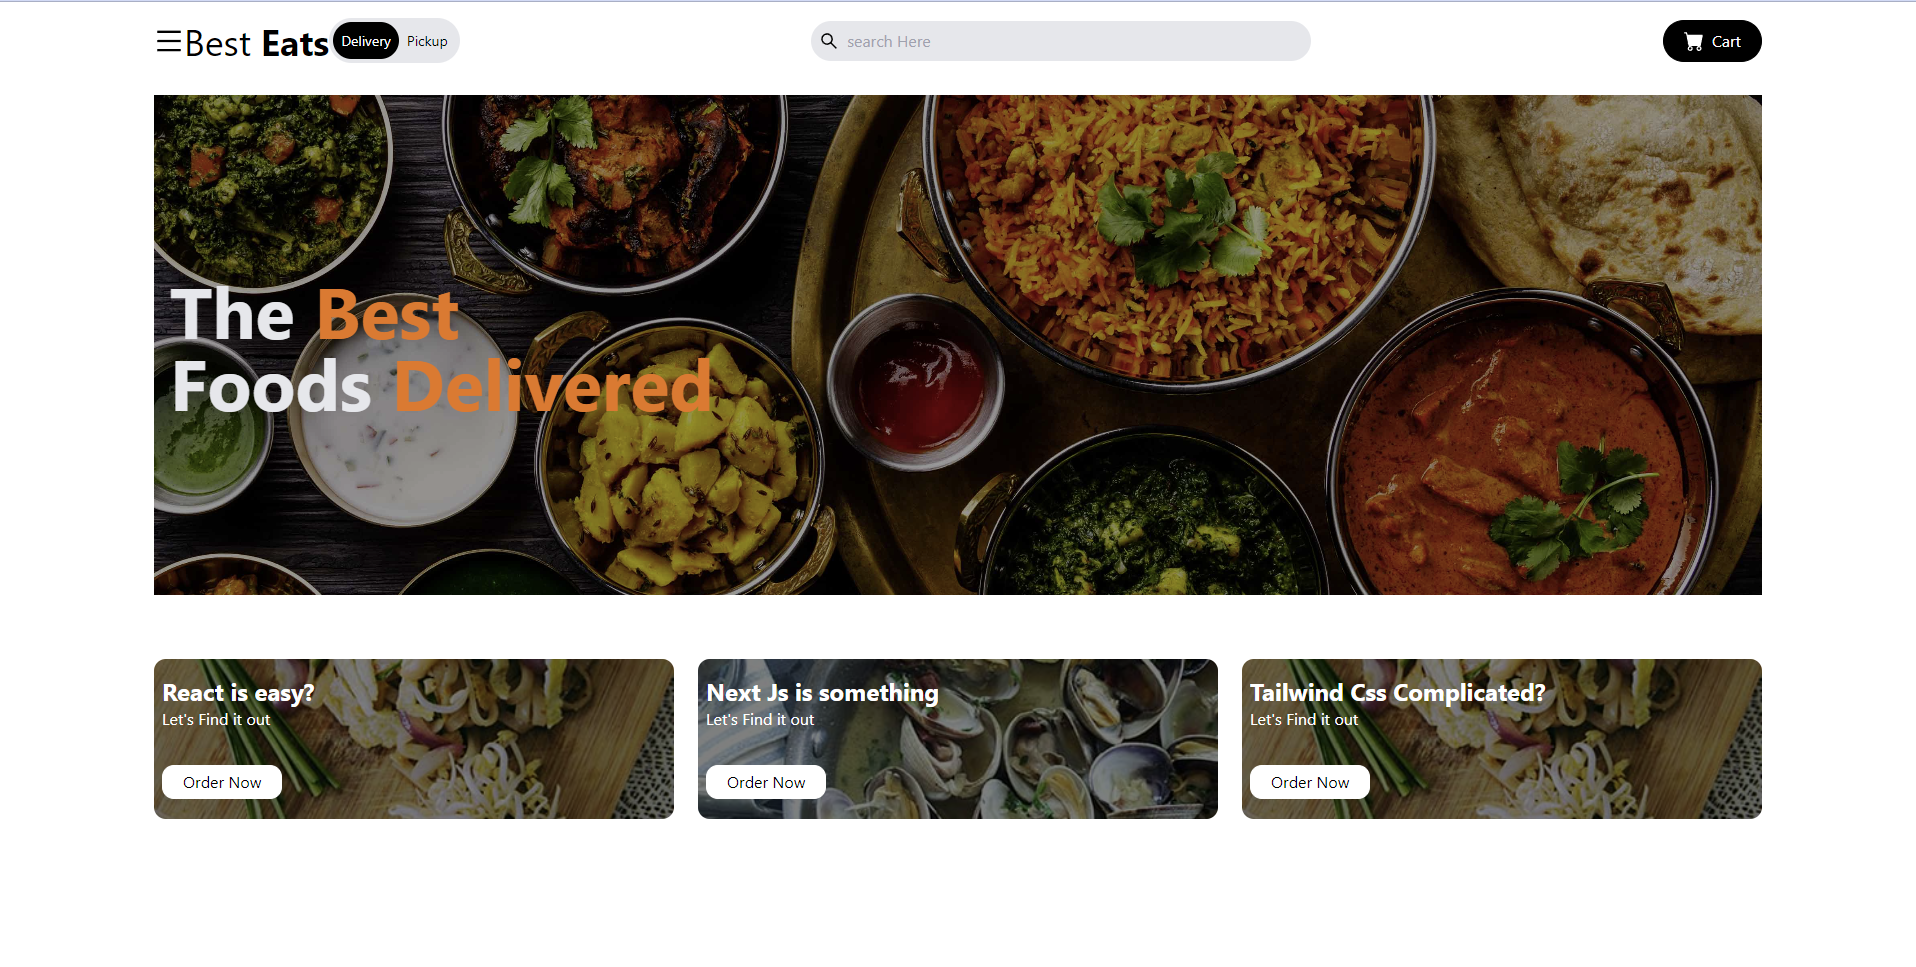 Best Eats Delivery Pickup search Here Cart
The Best
Foods Delivered
React is easy?
Let's Find it out
Order Now
Next Js is something
Let's Find it out
Order Now
Tailwind Css Complicated?
Let's Find it out
Order Now